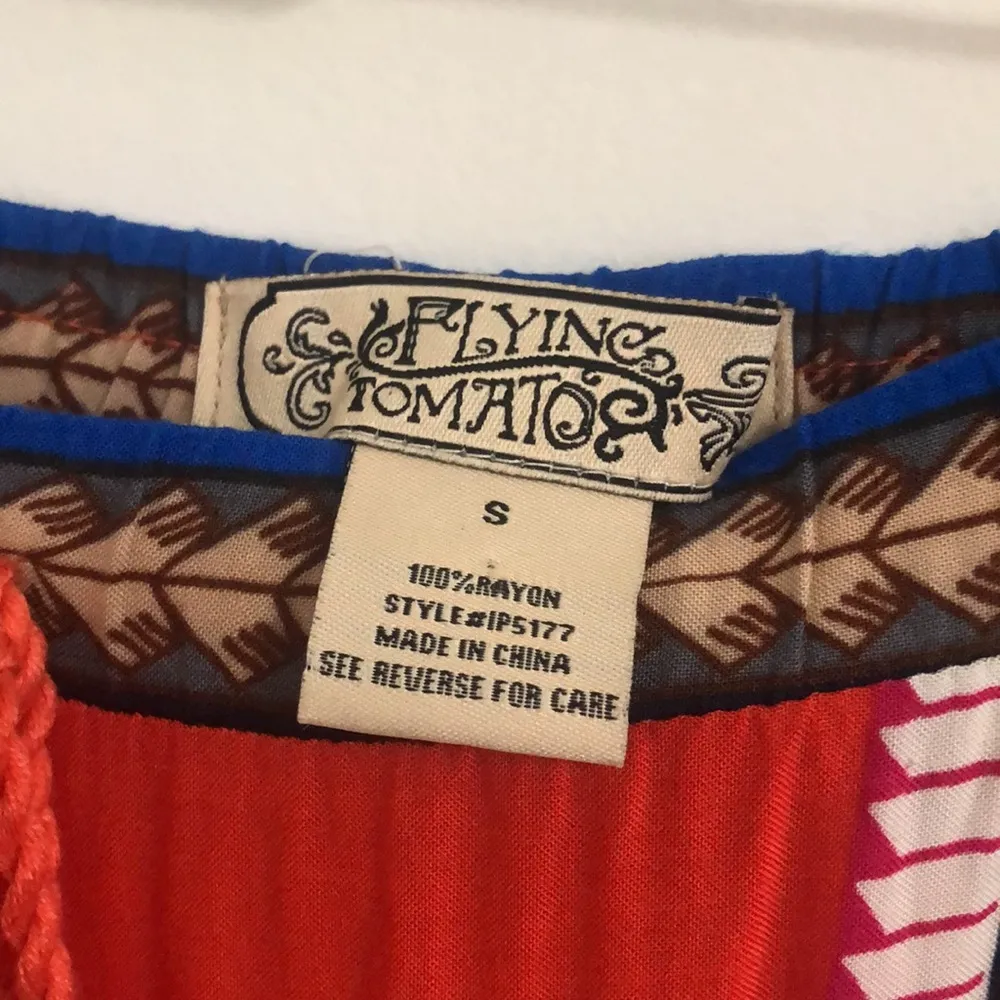 FLYING
TOMATO
S
100%RAYON
STYLE#IP5177
MADE IN CHINA
SEE REVERSE FOR CARE